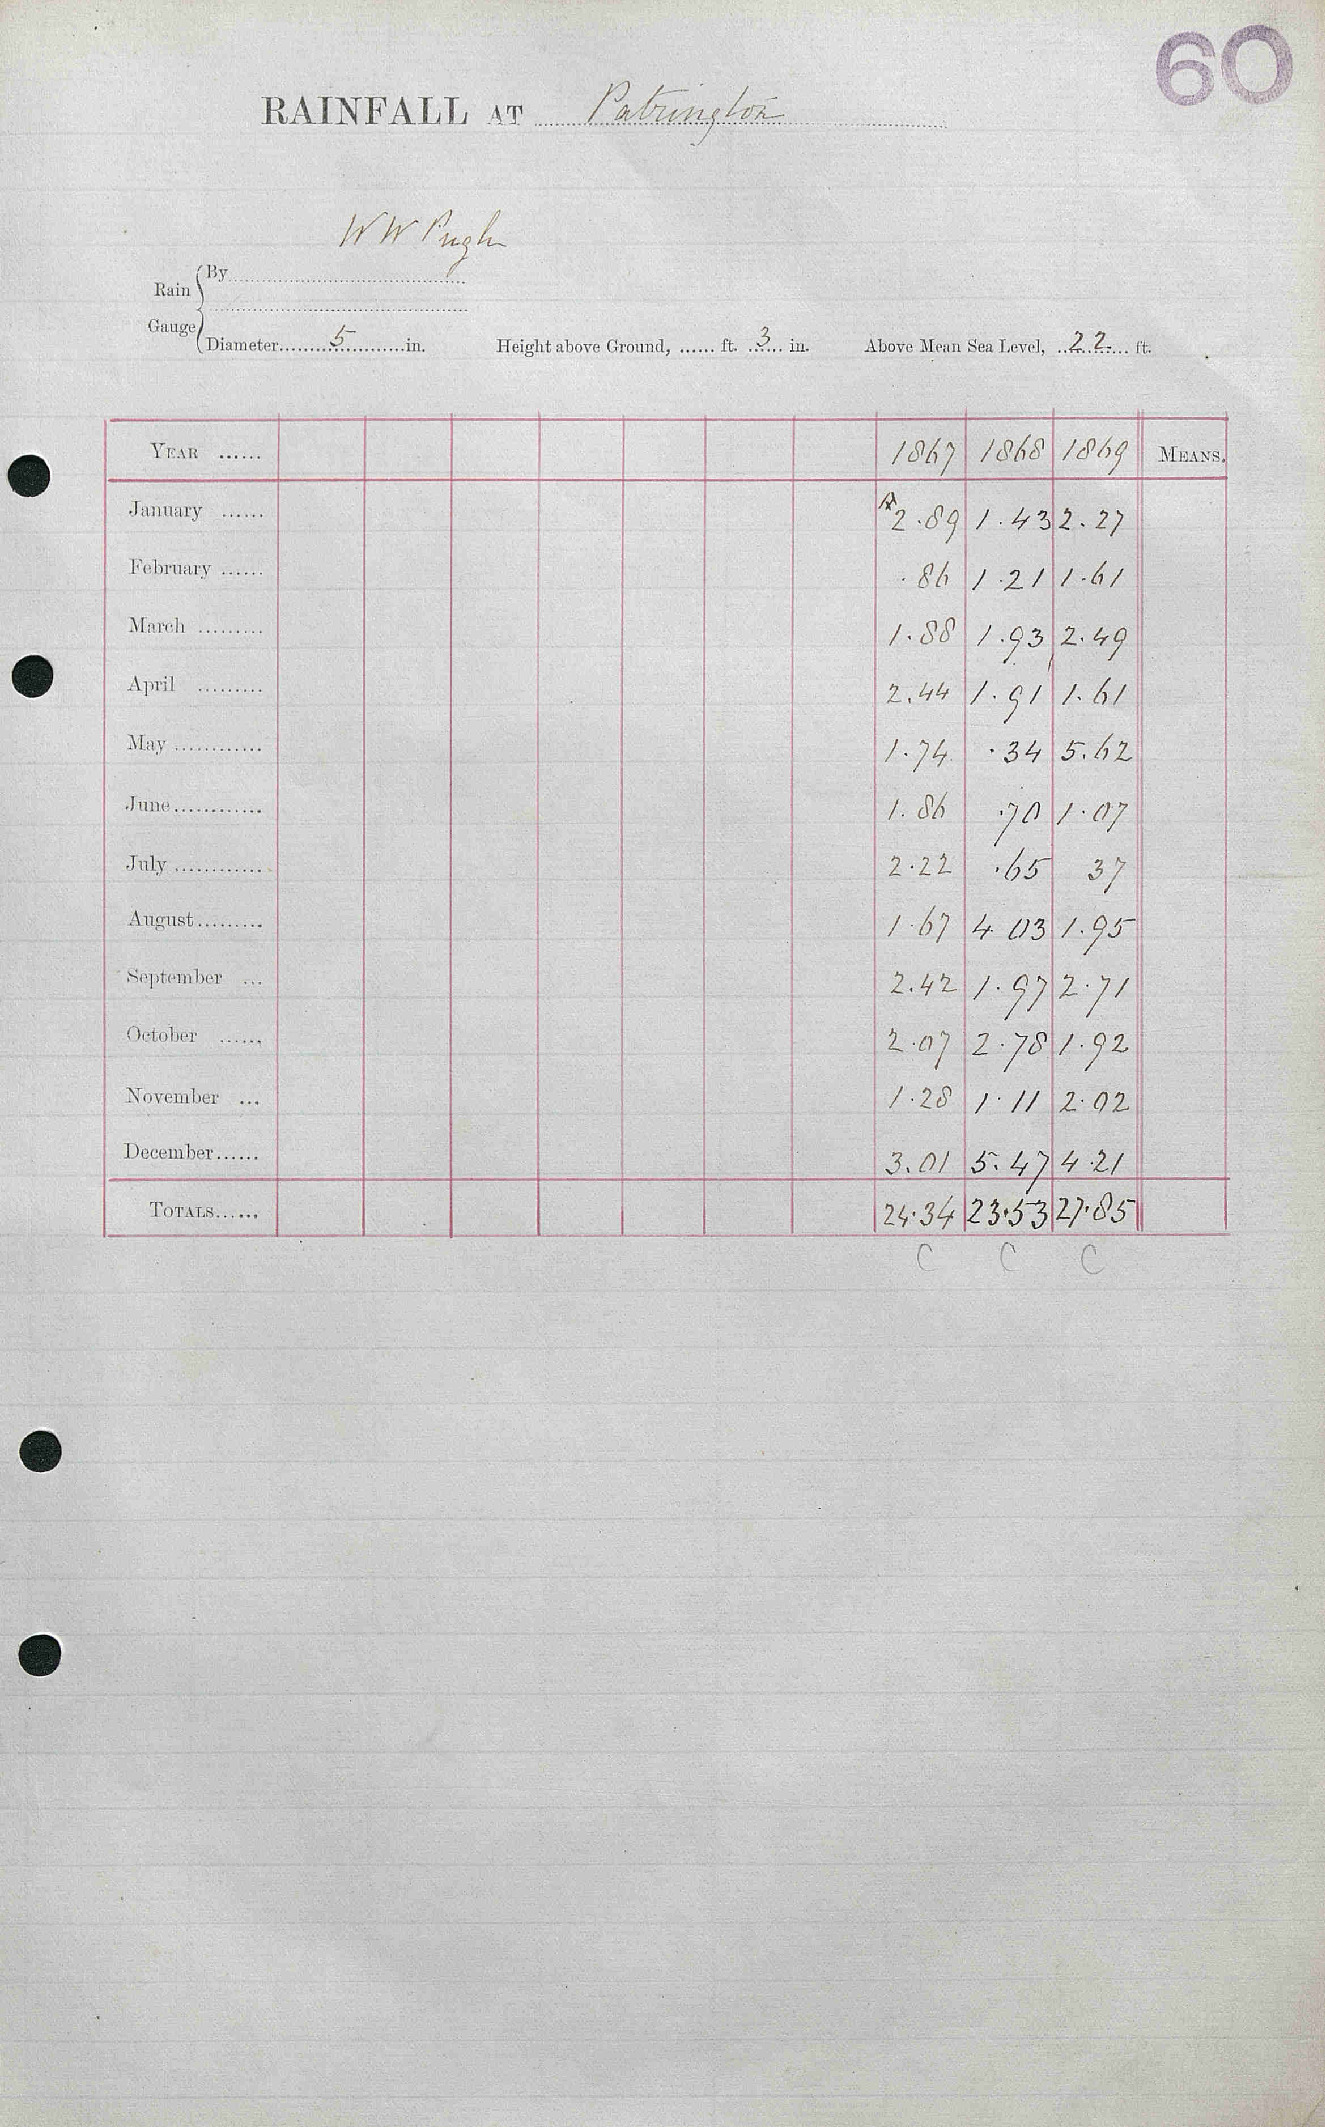 60
RAINFALL AT Patrington
W W Pugh
Rain Gauge
By
Diameter 5 in. Height above Ground, ...... ft. 3 in. Above Mean Sea Level, 22 ft.
YEAR ...... 1867 1868 1869 MEANS.
January ...... 2.89 1.43 2.27
February ...... .86 1.21 1.61
March ......... 1.88 1.93 2.49
April ......... 2.44 1.91 1.61
May ............ 1.74 .34 5.62
June............ 1.86 .70 1.07
July ............ 2.22 .65 37
August......... 1.67 4 03 1.95
September ... 2.42 1.97 2.71
October ...... 2.07 2.78 1.92
November ... 1.28 1.11 2.02
December...... 3.01 5.47 4.21
TOTALS...... 24.34 23.53 27.85
C C C